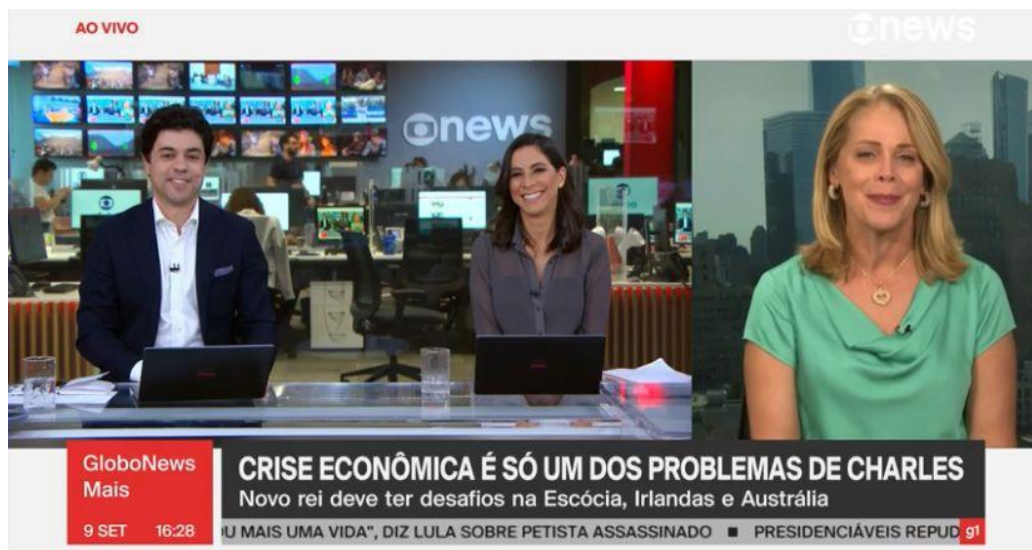 AO VIVO
news
news
GloboNews
Mais
CRISE ECONÔMICA É SÓ UM DOS PROBLEMAS DE CHARLES
Novo rei deve ter desafios na Escócia, Irlandas e Austrália
9 SET 16:28
U MAIS UMA VIDA", DIZ LULA SOBRE PETISTA ASSASSINADO ■ PRESIDENCIÁVEIS REPUD
g1